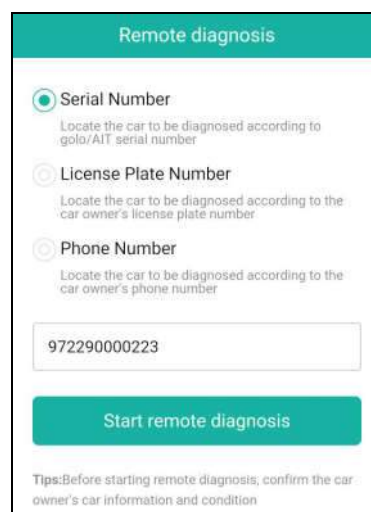 Remote diagnosis
Serial Number
Locate the car to be diagnosed according to
golo/AIT serial number
License Plate Number
Locate the car to be diagnosed according to the
car owner's license plate number
Phone Number
Locate the car to be diagnosed according to the
car owner's phone number
972290000223
Start remote diagnosis
Tips:Before starting remote diagnosis, confirm the car
owner's car information and condition